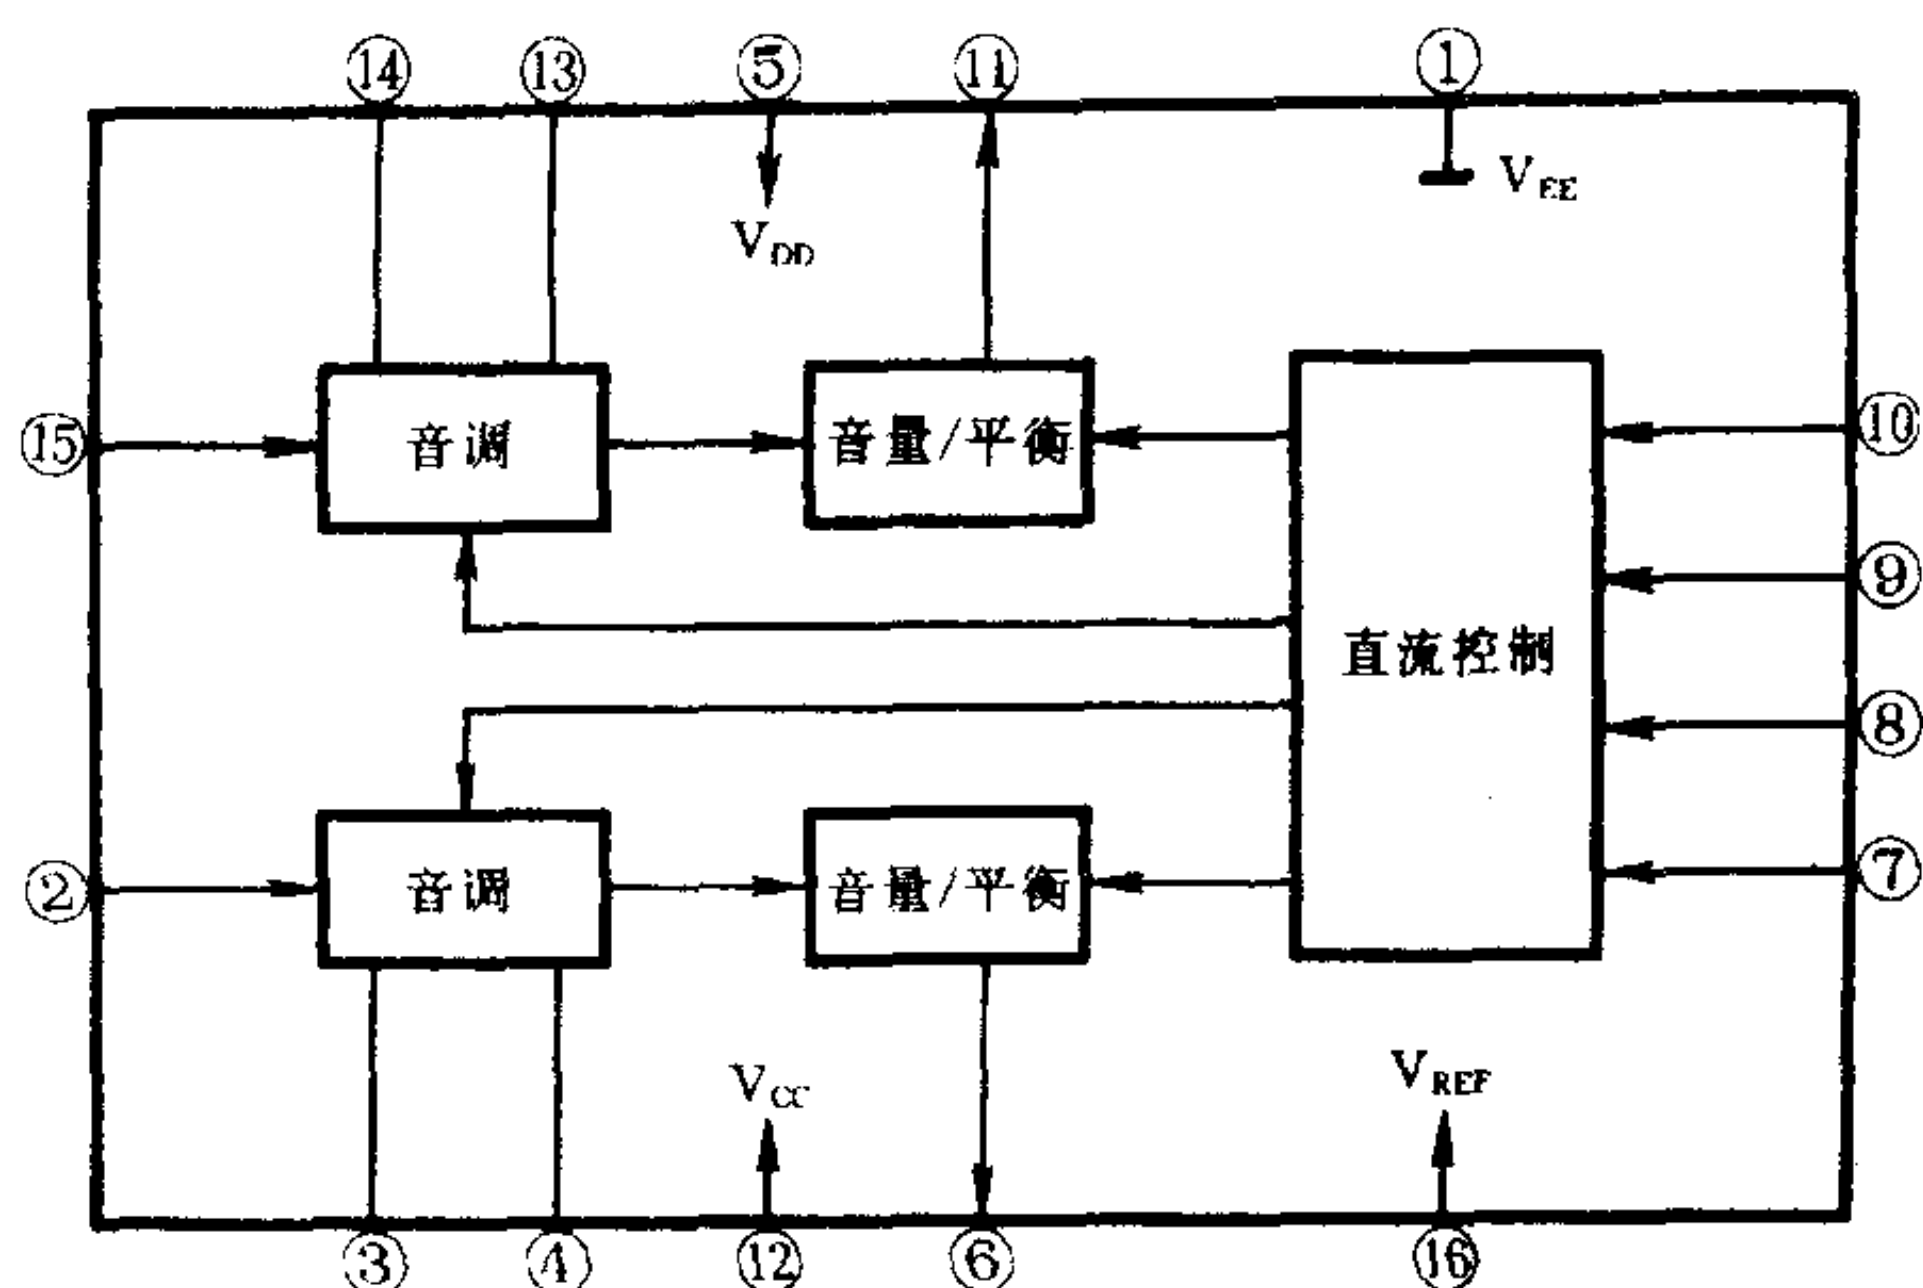 ⑭ ⑬ ⑤ ⑪ ①
V_EE
V_DD
⑮ 音调 音量/平衡 ⑩
⑨
直流控制
⑧
② 音调 音量/平衡 ⑦
V_CC V_REF
③ ④ ⑫ ⑥ ⑯